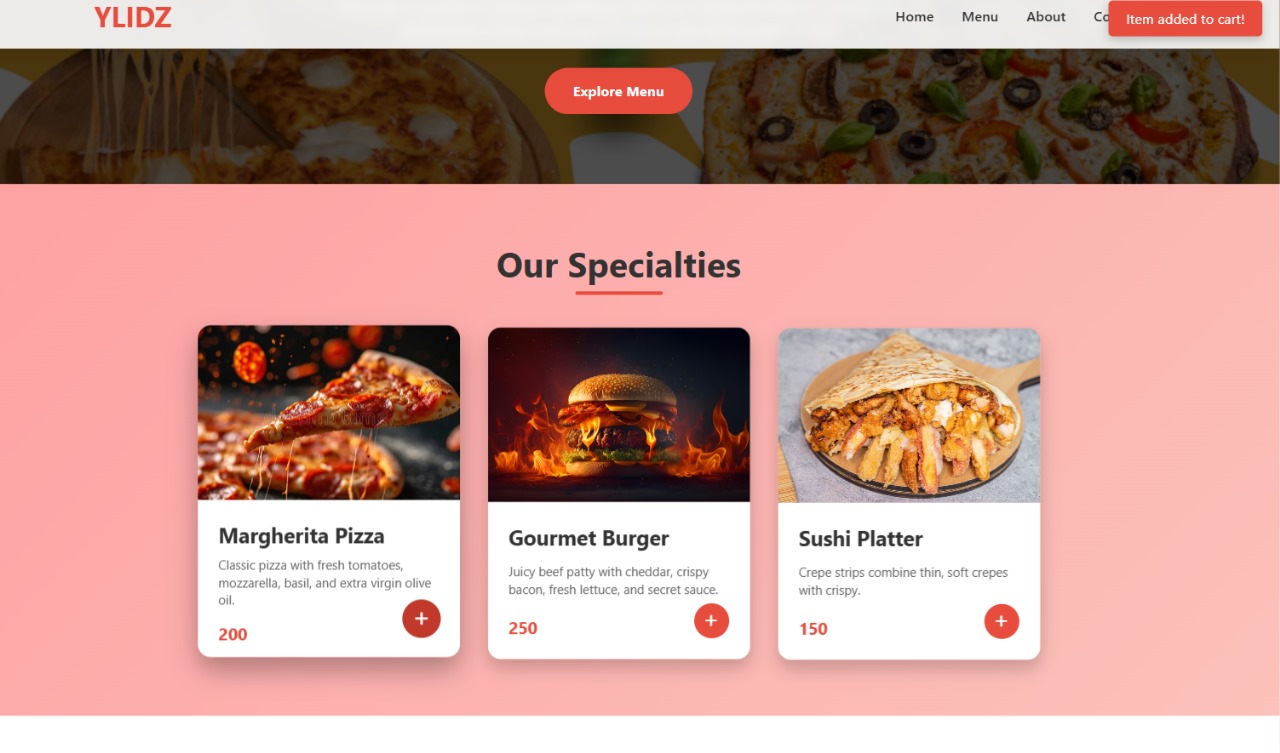 YLIDZ
Home Menu About Co
Item added to cart!
Explore Menu
Our Specialties
Margherita Pizza
Classic pizza with fresh tomatoes,
mozzarella, basil, and extra virgin olive
oil.
200
+
Gourmet Burger
Juicy beef patty with cheddar, crispy
bacon, fresh lettuce, and secret sauce.
250
+
Sushi Platter
Crepe strips combine thin, soft crepes
with crispy.
150
+